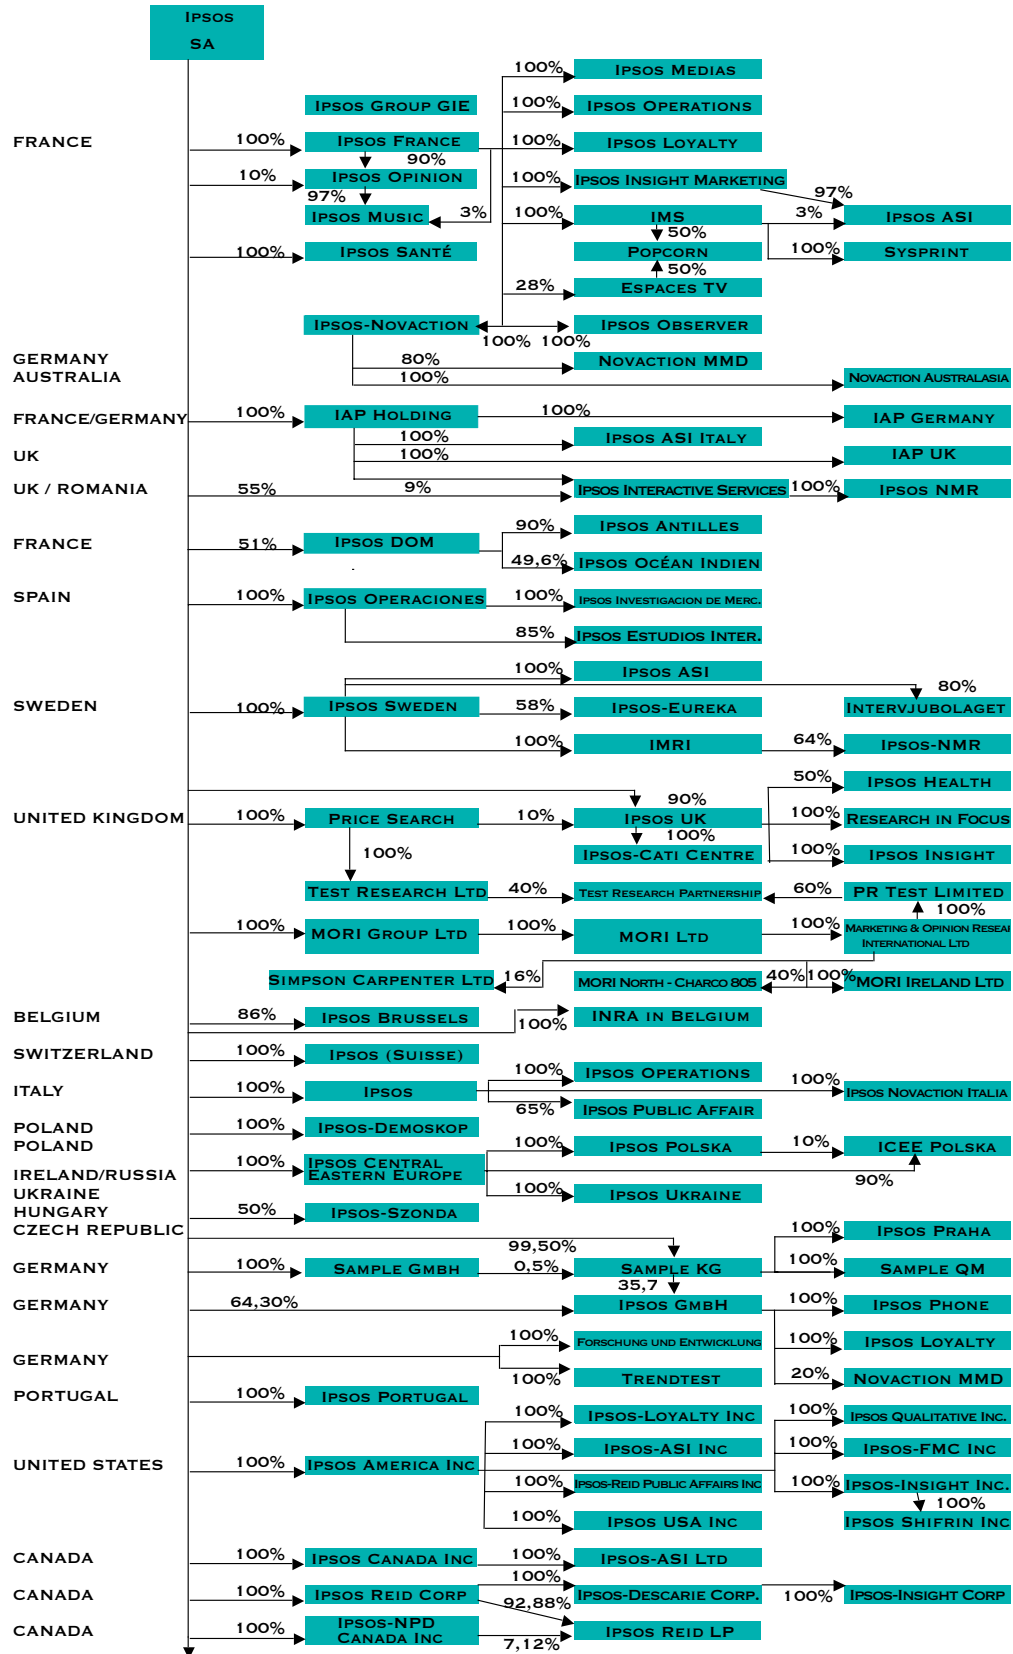 IPSOS
SA
100% IPSOS MEDIAS
IPSOS GROUP GIE 100% IPSOS OPERATIONS
FRANCE 100% IPSOS FRANCE 100% IPSOS LOYALTY
90%
10% IPSOS OPINION 100% IPSOS INSIGHT MARKETING
97% 97%
IPSOS MUSIC 3% 100% IMS 3% IPSOS ASI
50%
100% IPSOS SANTÉ POPCORN 100% SYSPRINT
50%
28% ESPACES TV
IPSOS-NOVACTION IPSOS OBSERVER
100% 100%
GERMANY 80% NOVACTION MMD
AUSTRALIA 100% NOVACTION AUSTRALASIA
FRANCE/GERMANY 100% IAP HOLDING 100% IAP GERMANY
100% IPSOS ASI ITALY
UK 100% IAP UK
UK / ROMANIA 55% 9% IPSOS INTERACTIVE SERVICES 100% IPSOS NMR
90% IPSOS ANTILLES
FRANCE 51% IPSOS DOM
49,6% IPSOS OCÉAN INDIEN
SPAIN 100% IPSOS OPERACIONES 100% IPSOS INVESTIGACION DE MERC.
85% IPSOS ESTUDIOS INTER.
100% IPSOS ASI
80%
SWEDEN 100% IPSOS SWEDEN 58% IPSOS-EUREKA INTERVJUBOLAGET
100% IMRI 64% IPSOS-NMR
50% IPSOS HEALTH
90%
UNITED KINGDOM 100% PRICE SEARCH 10% IPSOS UK 100% RESEARCH IN FOCUS
100%
100% IPSOS-CATI CENTRE 100% IPSOS INSIGHT
TEST RESEARCH LTD 40% TEST RESEARCH PARTNERSHIP 60% PR TEST LIMITED
100%
100% MORI GROUP LTD 100% MORI LTD 100% MARKETING & OPINION RESEAI
INTERNATIONAL LTD
SIMPSON CARPENTER LTD 16% MORI NORTH - CHARCO 805 40% 100% MORI IRELAND LTD
BELGIUM 86% IPSOS BRUSSELS 100% INRA IN BELGIUM
SWITZERLAND 100% IPSOS (SUISSE)
100% IPSOS OPERATIONS
ITALY 100% IPSOS 100% IPSOS NOVACTION ITALIA
65% IPSOS PUBLIC AFFAIR
POLAND 100% IPSOS-DEMOSKOP
POLAND 100% IPSOS POLSKA 10% ICEE POLSKA
100% IPSOS CENTRAL
EASTERN EUROPE
IRELAND/RUSSIA 90%
UKRAINE 100% IPSOS UKRAINE
HUNGARY 50% IPSOS-SZONDA
CZECH REPUBLIC 100% IPSOS PRAHA
99,50%
GERMANY 100% SAMPLE GMBH 0,5% SAMPLE KG 100% SAMPLE QM
35,7
GERMANY 64,30% IPSOS GMBH 100% IPSOS PHONE
100% FORSCHUNG UND ENTWICKLUNG 100% IPSOS LOYALTY
GERMANY
100% TRENDTEST 20% NOVACTION MMD
PORTUGAL 100% IPSOS PORTUGAL
100% IPSOS-LOYALTY INC 100% IPSOS QUALITATIVE INC.
100% IPSOS-ASI INC 100% IPSOS-FMC INC
UNITED STATES 100% IPSOS AMERICA INC
100% IPSOS-REID PUBLIC AFFAIRS INC 100% IPSOS-INSIGHT INC.
100%
100% IPSOS USA INC IPSOS SHIFRIN INC
CANADA 100% IPSOS CANADA INC 100% IPSOS-ASI LTD
100%
CANADA 100% IPSOS REID CORP IPSOS-DESCARIE CORP. 100% IPSOS-INSIGHT CORP
92,88%
CANADA 100% IPSOS-NPD
CANADA INC 7,12% IPSOS REID LP